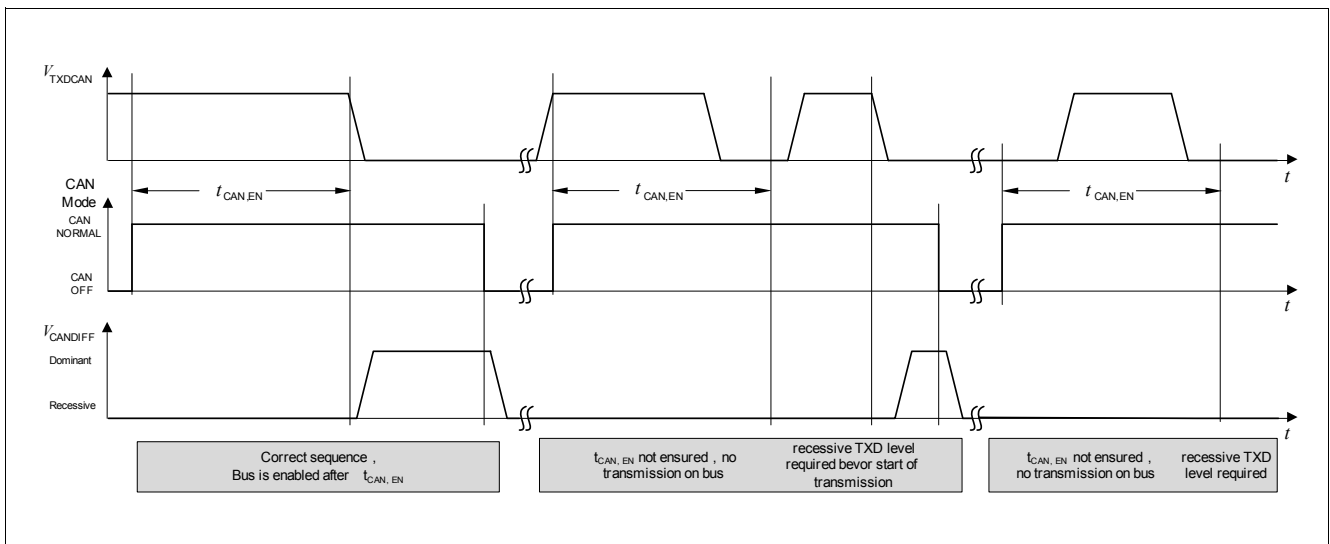 VTXDCAN
t
CAN
Mode
tCAN,EN
tCAN,EN
tCAN,EN
CAN
NORMAL
CAN
OFF
t
VCANDIFF
Dominant
Recessive
t
Correct sequence ,
Bus is enabled after tCAN, EN
tCAN, EN not ensured , no
transmission on bus
recessive TXD level
required bevor start of
transmission
tCAN, EN not ensured ,
no transmission on bus
recessive TXD
level required